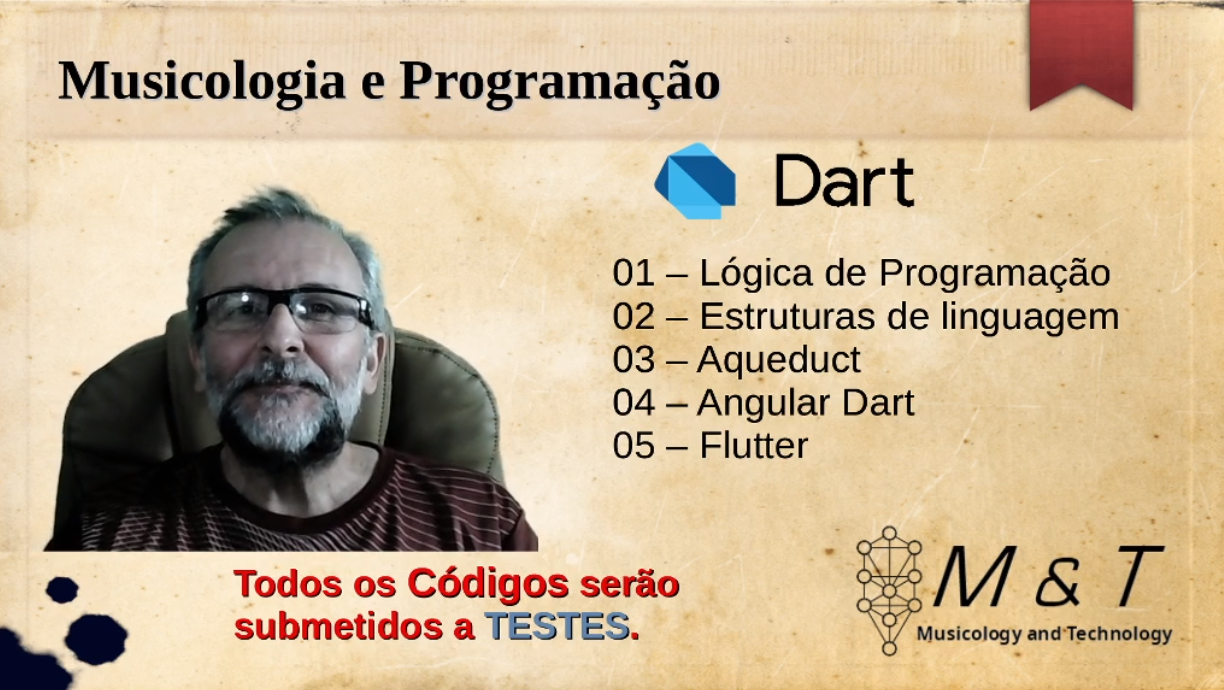 Musicologia e Programação
Dart
01 – Lógica de Programação
02 – Estruturas de linguagem
03 – Aqueduct
04 – Angular Dart
05 – Flutter
Todos os Códigos serão
submetidos a TESTES.
M & T
Musicology and Technology